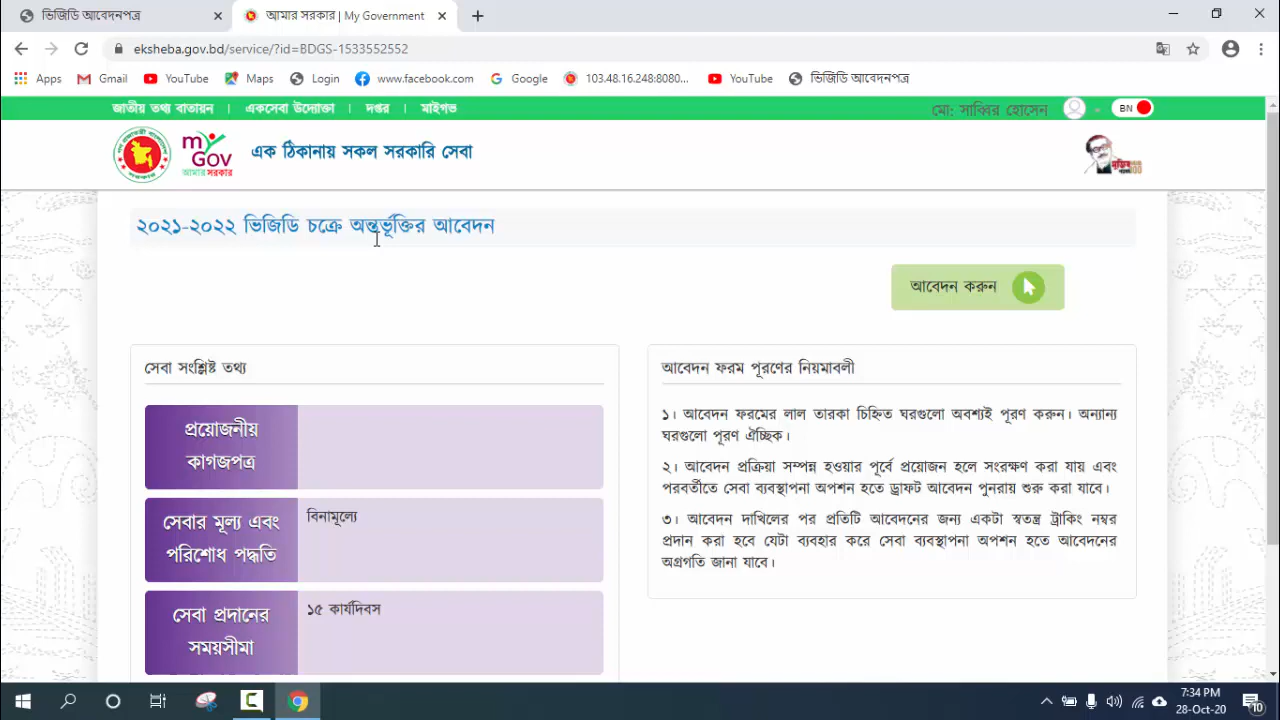 ভিজিডি আবেদনপত্র
আমার সরকার | My Government
eksheba.gov.bd/service/?id=BDGS-1533552552
Apps Gmail YouTube Maps Login www.facebook.com Google 103.48.16.248:8080... YouTube ভিজিডি আবেদনপত্র
জাতীয় তথ্য বাতায়ন | একসেবা উদ্যোক্তা | দপ্তর | মাইগভ মো: সাব্বির হোসেন BN
my Gov আমার সরকার
এক ঠিকানায় সকল সরকারি সেবা
২০২১-২০২২ ভিজিডি চক্রে অন্তর্ভূক্তির আবেদন
আবেদন করুন
সেবা সংশ্লিষ্ট তথ্য
প্রয়োজনীয়
কাগজপত্র
সেবার মূল্য এবং
পরিশোধ পদ্ধতি
বিনামূল্যে
সেবা প্রদানের
সময়সীমা
১৫ কার্যদিবস
আবেদন ফরম পূরণের নিয়মাবলী
১। আবেদন ফরমের লাল তারকা চিহ্নিত ঘরগুলো অবশ্যই পূরণ করুন। অন্যান্য
ঘরগুলো পূরণ ঐচ্ছিক।
২। আবেদন প্রক্রিয়া সম্পন্ন হওয়ার পূর্বে প্রয়োজন হলে সংরক্ষণ করা যায় এবং
পরবর্তীতে সেবা ব্যবস্থাপনা অপশন হতে ড্রাফট আবেদন পুনরায় শুরু করা যাবে।
৩। আবেদন দাখিলের পর প্রতিটি আবেদনের জন্য একটা স্বতন্ত্র ট্রাকিং নম্বর
প্রদান করা হবে যেটা ব্যবহার করে সেবা ব্যবস্থাপনা অপশন হতে আবেদনের
অগ্রগতি জানা যাবে।
7:34 PM
28-Oct-20
10